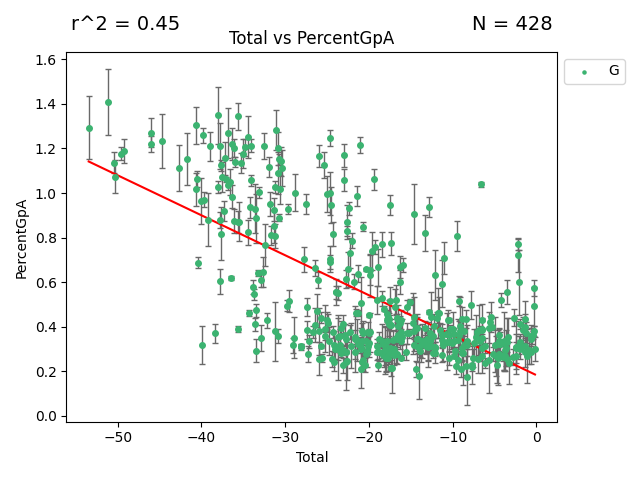 r^2 = 0.45
N = 428
Total vs PercentGpA
G
PercentGpA
1.6
1.4
1.2
1.0
0.8
0.6
0.4
0.2
0.0
−50 −40 −30 −20 −10 0
Total